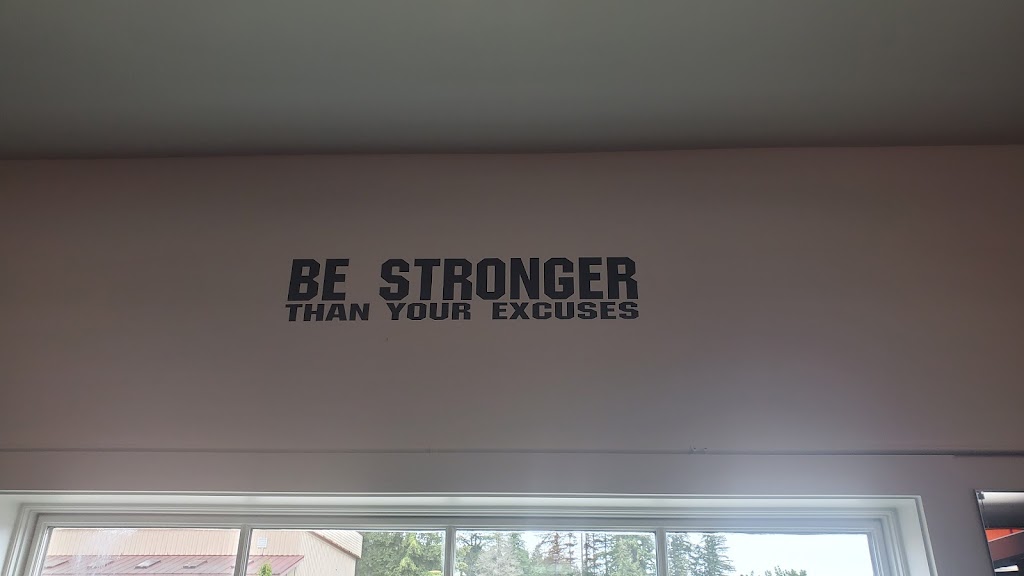 BE STRONGER
THAN YOUR EXCUSES